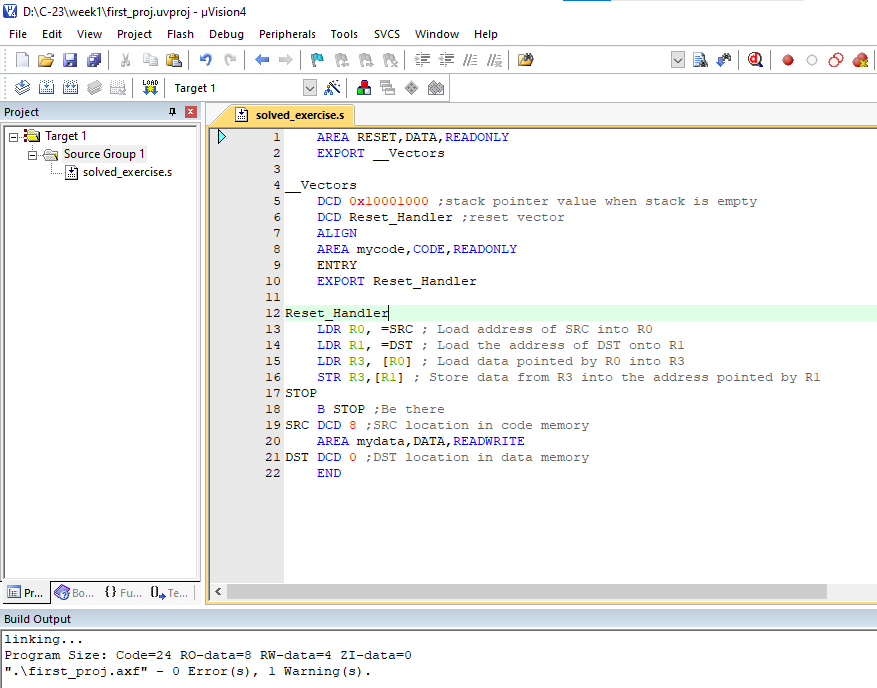 D:\C-23\week1\first_proj.uvproj - µVision4
File Edit View Project Flash Debug Peripherals Tools SVCS Window Help
LOAD Target 1
Project
Target 1
Source Group 1
solved_exercise.s
Pr... Bo... {} Fu... Te...
solved_exercise.s
1 AREA RESET,DATA,READONLY
2 EXPORT __Vectors
3
4 __Vectors
5 DCD 0x10001000 ;stack pointer value when stack is empty
6 DCD Reset_Handler ;reset vector
7 ALIGN
8 AREA mycode,CODE,READONLY
9 ENTRY
10 EXPORT Reset_Handler
11
12 Reset_Handler
13 LDR R0, =SRC ; Load address of SRC into R0
14 LDR R1, =DST ; Load the address of DST onto R1
15 LDR R3, [R0] ; Load data pointed by R0 into R3
16 STR R3,[R1] ; Store data from R3 into the address pointed by R1
17 STOP
18 B STOP ;Be there
19 SRC DCD 8 ;SRC location in code memory
20 AREA mydata,DATA,READWRITE
21 DST DCD 0 ;DST location in data memory
22 END
Build Output
linking...
Program Size: Code=24 RO-data=8 RW-data=4 ZI-data=0
".\first_proj.axf" - 0 Error(s), 1 Warning(s).